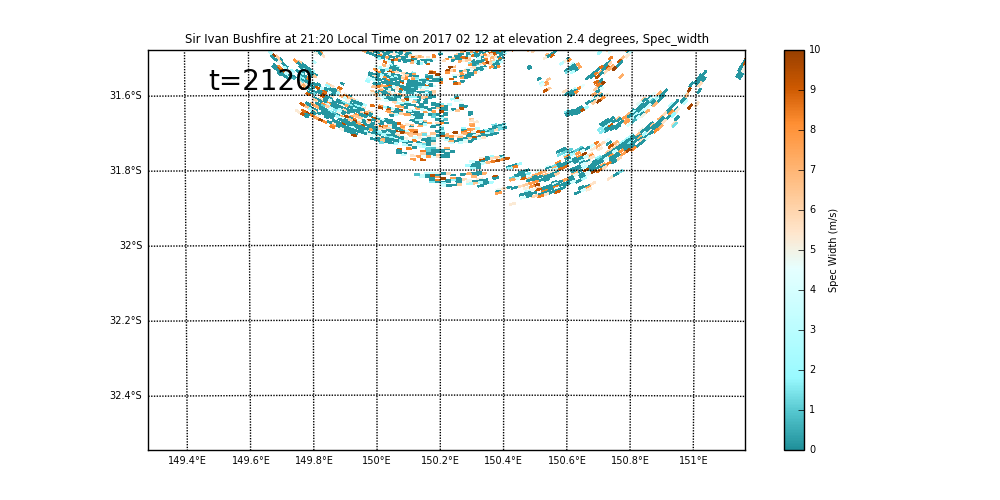 Sir Ivan Bushfire at 21:20 Local Time on 2017 02 12 at elevation 2.4 degrees, Spec_width
t=2120
31.6°S
31.8°S
32°S
32.2°S
32.4°S
149.4°E 149.6°E 149.8°E 150°E 150.2°E 150.4°E 150.6°E 150.8°E 151°E
10
9
8
7
6
5
4
3
2
1
0
Spec Width (m/s)